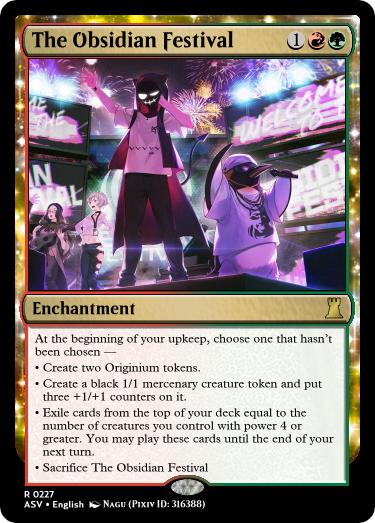 The Obsidian Festival 1
WELCOME
TO
Enchantment
At the beginning of your upkeep, choose one that hasn't
been chosen —
• Create two Originium tokens.
• Create a black 1/1 mercenary creature token and put
three +1/+1 counters on it.
• Exile cards from the top of your deck equal to the
number of creatures you control with power 4 or
greater. You may play these cards until the end of your
next turn.
• Sacrifice The Obsidian Festival
R 0227
ASV • English Nagu (Pixiv ID: 316388)